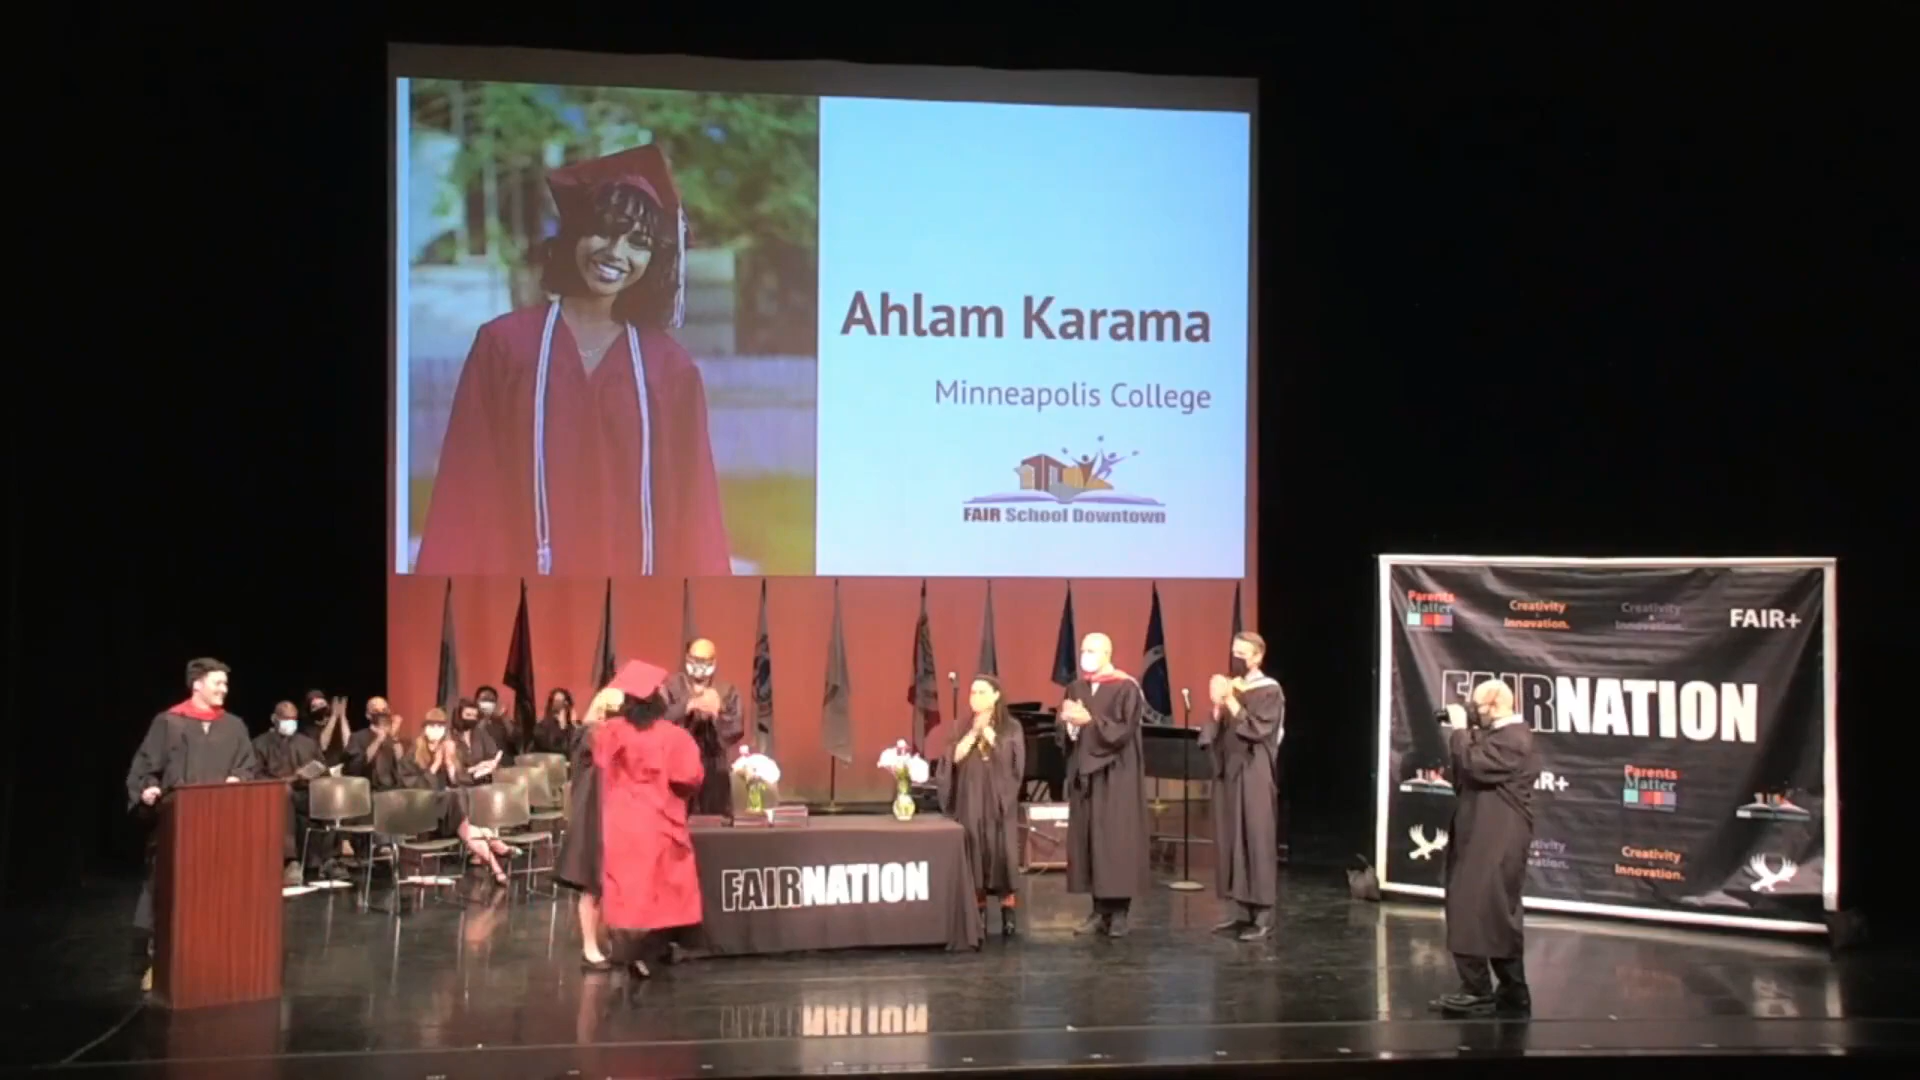 Ahlam Karama
Minneapolis College
FAIR School Downtown
Parents
Matter
Creativity
Innovation.
Creativity
&
Innovation.
FAIR+
FAIRNATION
Parents
Matter
Creativity
&
Innovation.
FAIRNATION